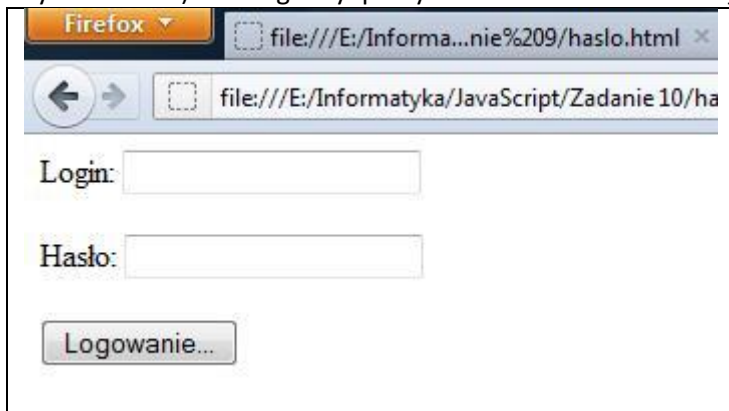 Firefox
file:///E:/Informa...nie%209/haslo.html ×
file:///E:/Informatyka/JavaScript/Zadanie 10/ha
Login:
Hasło:
Logowanie...